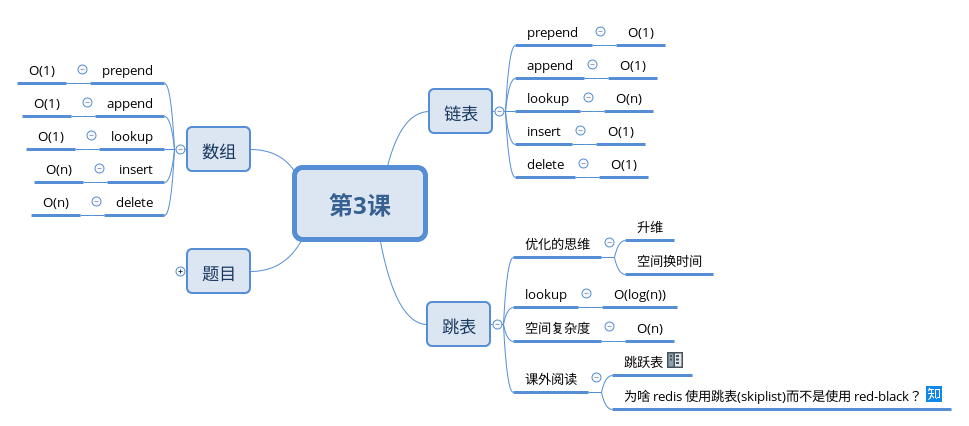 第3课
数组
prepend O(1)
append O(1)
lookup O(1)
insert O(n)
delete O(n)
题目
链表
prepend O(1)
append O(1)
lookup O(n)
insert O(1)
delete O(1)
跳表
优化的思维
升维
空间换时间
lookup O(log(n))
空间复杂度 O(n)
课外阅读
跳跃表
为啥 redis 使用跳表(skiplist)而不是使用 red-black？ 知